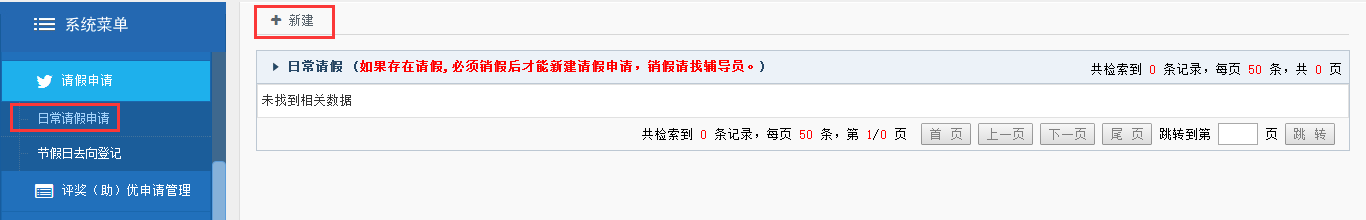 系统菜单
请假申请
日常请假申请
节假日去向登记
评奖（助）优申请管理
新建
日常请假 (如果存在请假,必须销假后才能新建请假申请，销假请找辅导员。)
共检索到 0 条记录，每页 50 条，共 0 页
未找到相关数据
共检索到 0 条记录，每页 50 条，第 1/0 页 首 页 上一页 下一页 尾 页 跳转到第 页 跳 转